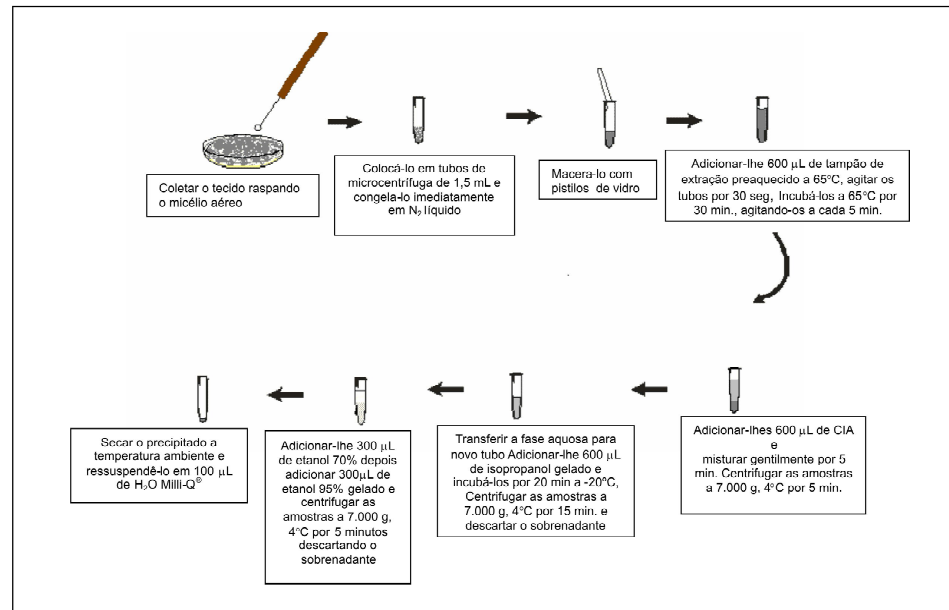 Coletar o tecido raspando
o micélio aéreo
Colocá-lo em tubos de
microcentrífuga de 1,5 mL e
congela-lo imediatamente
em N2 líquido
Macera-lo com
pistilos de vidro
Adicionar-lhe 600 µL de tampão de
extração preaquecido a 65°C, agitar os
tubos por 30 seg, Incubá-los a 65°C por
30 min., agitando-os a cada 5 min.
Adicionar-lhes 600 µL de CIA
e
misturar gentilmente por 5
min. Centrifugar as amostras
a 7.000 g, 4°C por 5 min.
Transferir a fase aquosa para
novo tubo Adicionar-lhe 600 µL
de isopropanol gelado e
incubá-los por 20 min a -20ºC,
Centrifugar as amostras a
7.000 g, 4°C por 15 min. e
descartar o sobrenadante
Adicionar-lhe 300 µL
de etanol 70% depois
adicionar 300µL de
etanol 95% gelado e
centrifugar as
amostras a 7.000 g,
4°C por 5 minutos
descartando o
sobrenadante
Secar o precipitado a
temperatura ambiente e
ressuspendê-lo em 100 µL
de H2O Milli-Q®